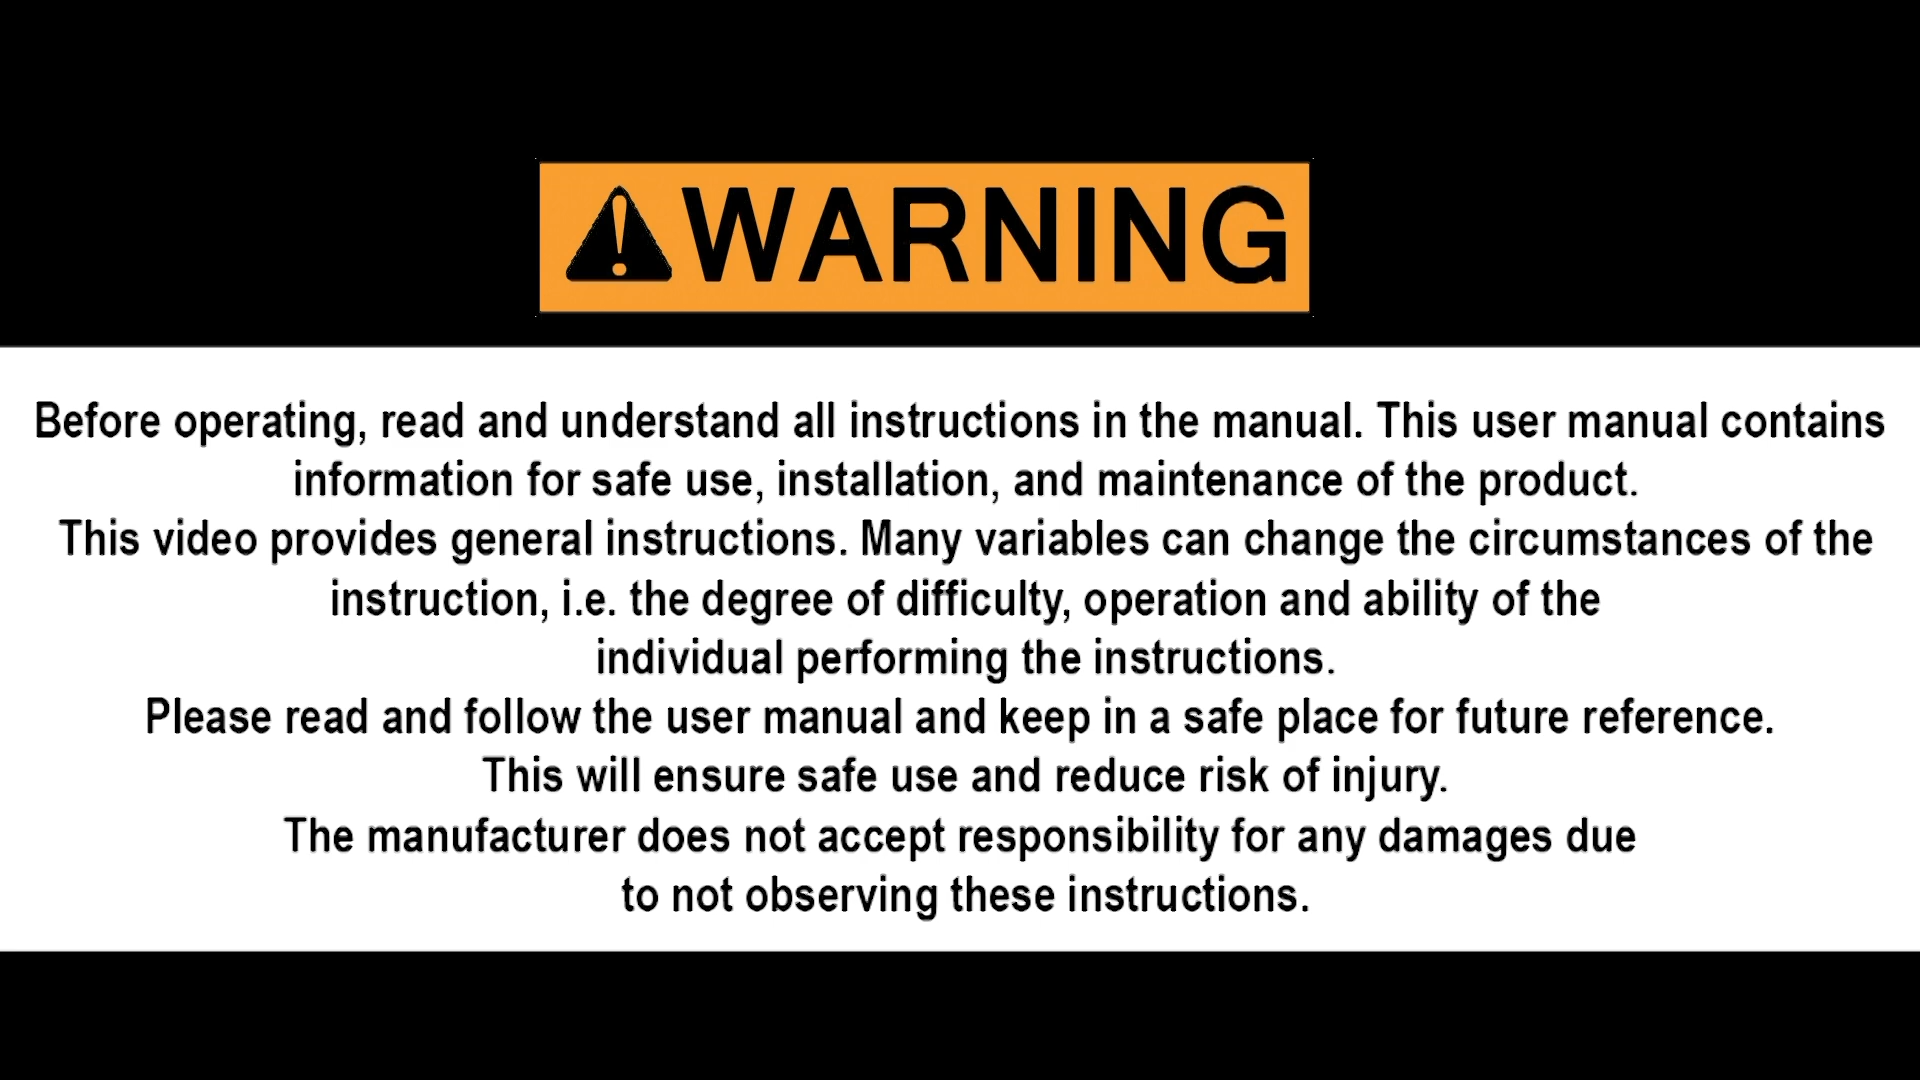 WARNING
Before operating, read and understand all instructions in the manual. This user manual contains
information for safe use, installation, and maintenance of the product.
This video provides general instructions. Many variables can change the circumstances of the
instruction, i.e. the degree of difficulty, operation and ability of the
individual performing the instructions.
Please read and follow the user manual and keep in a safe place for future reference.
This will ensure safe use and reduce risk of injury.
The manufacturer does not accept responsibility for any damages due
to not observing these instructions.